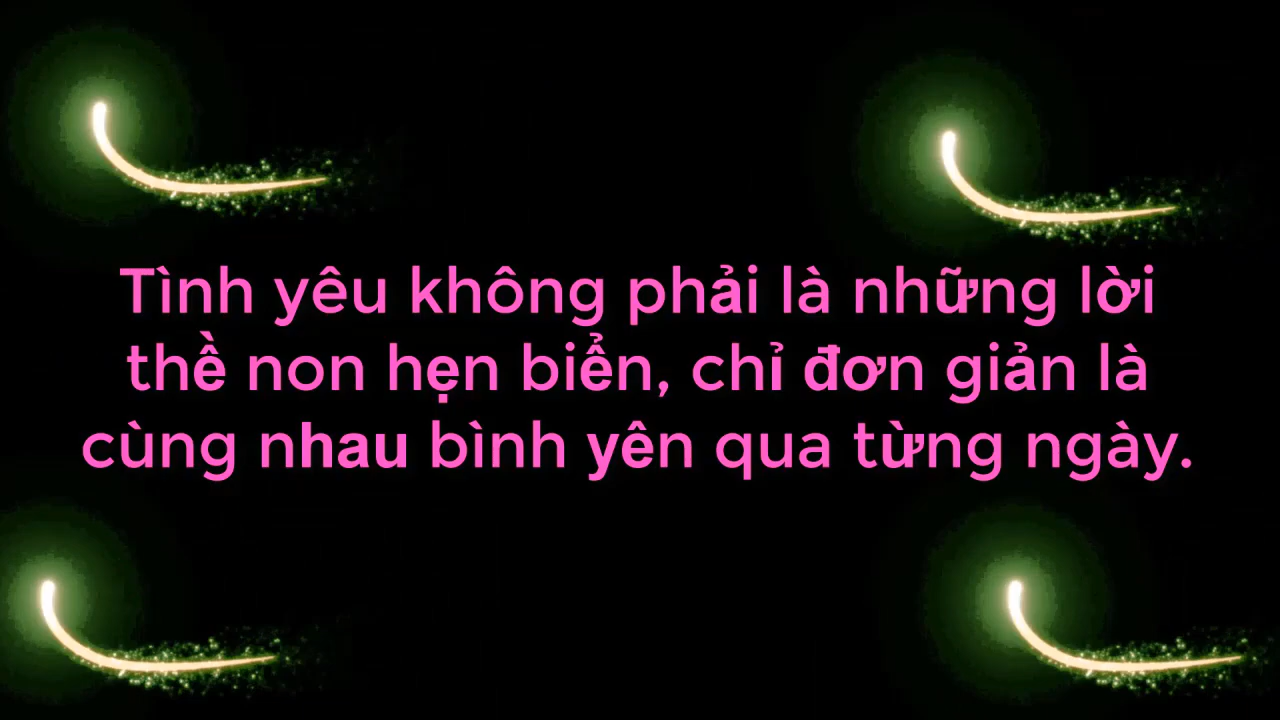 Tình yêu không phải là những lời
thề non hẹn biển, chỉ đơn giản là
cùng nhau bình yên qua từng ngày.